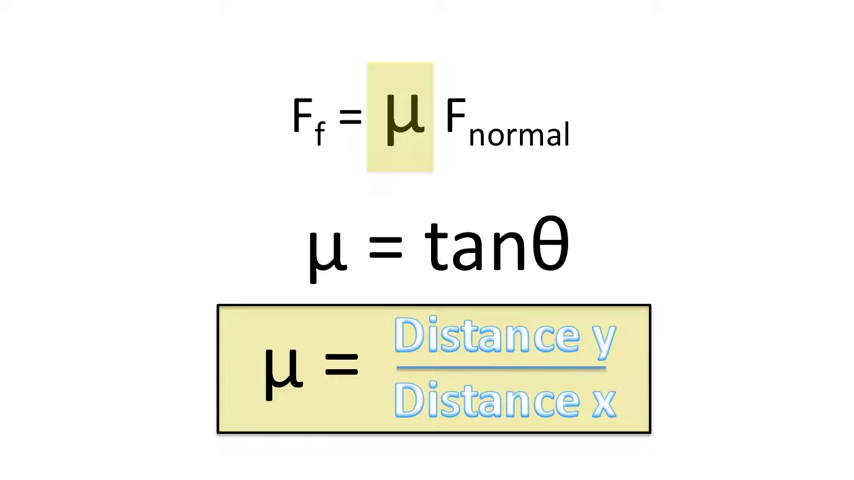 Ff = μ Fnormal
μ = tanθ
μ = Distance y
Distance x